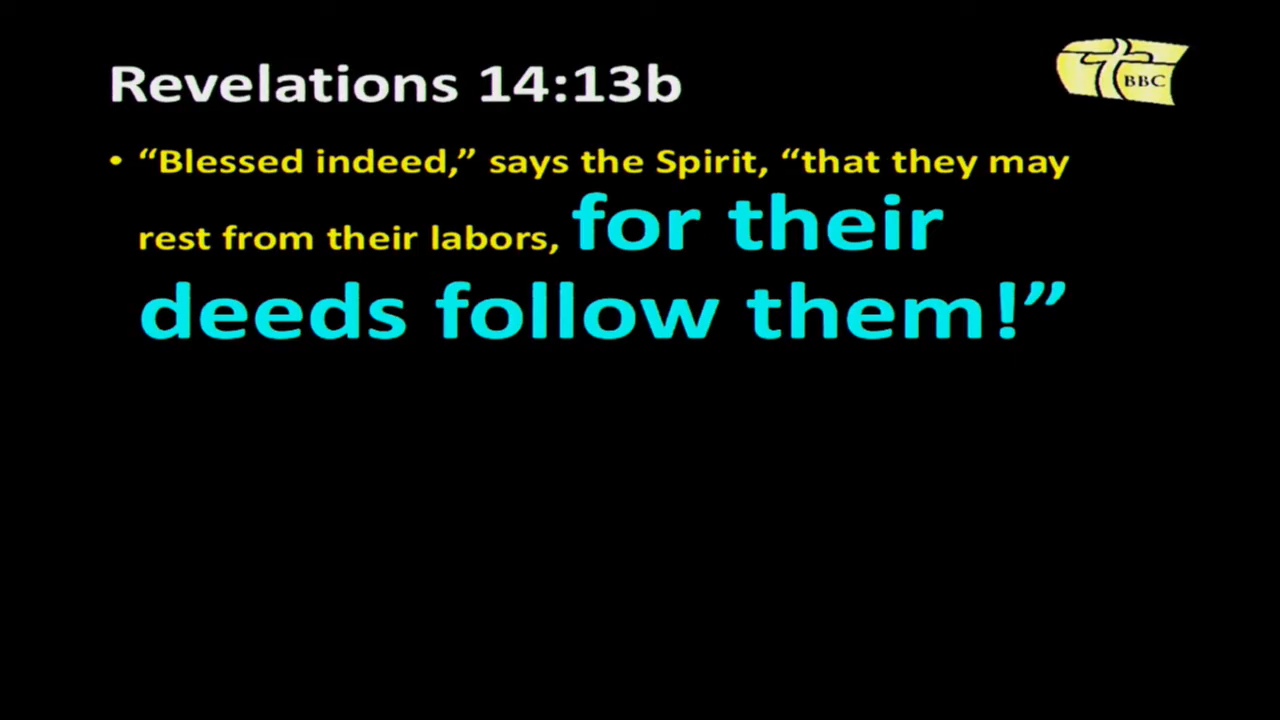 Revelations 14:13b
BBC
• “Blessed indeed,” says the Spirit, “that they may
rest from their labors, for their
deeds follow them!”